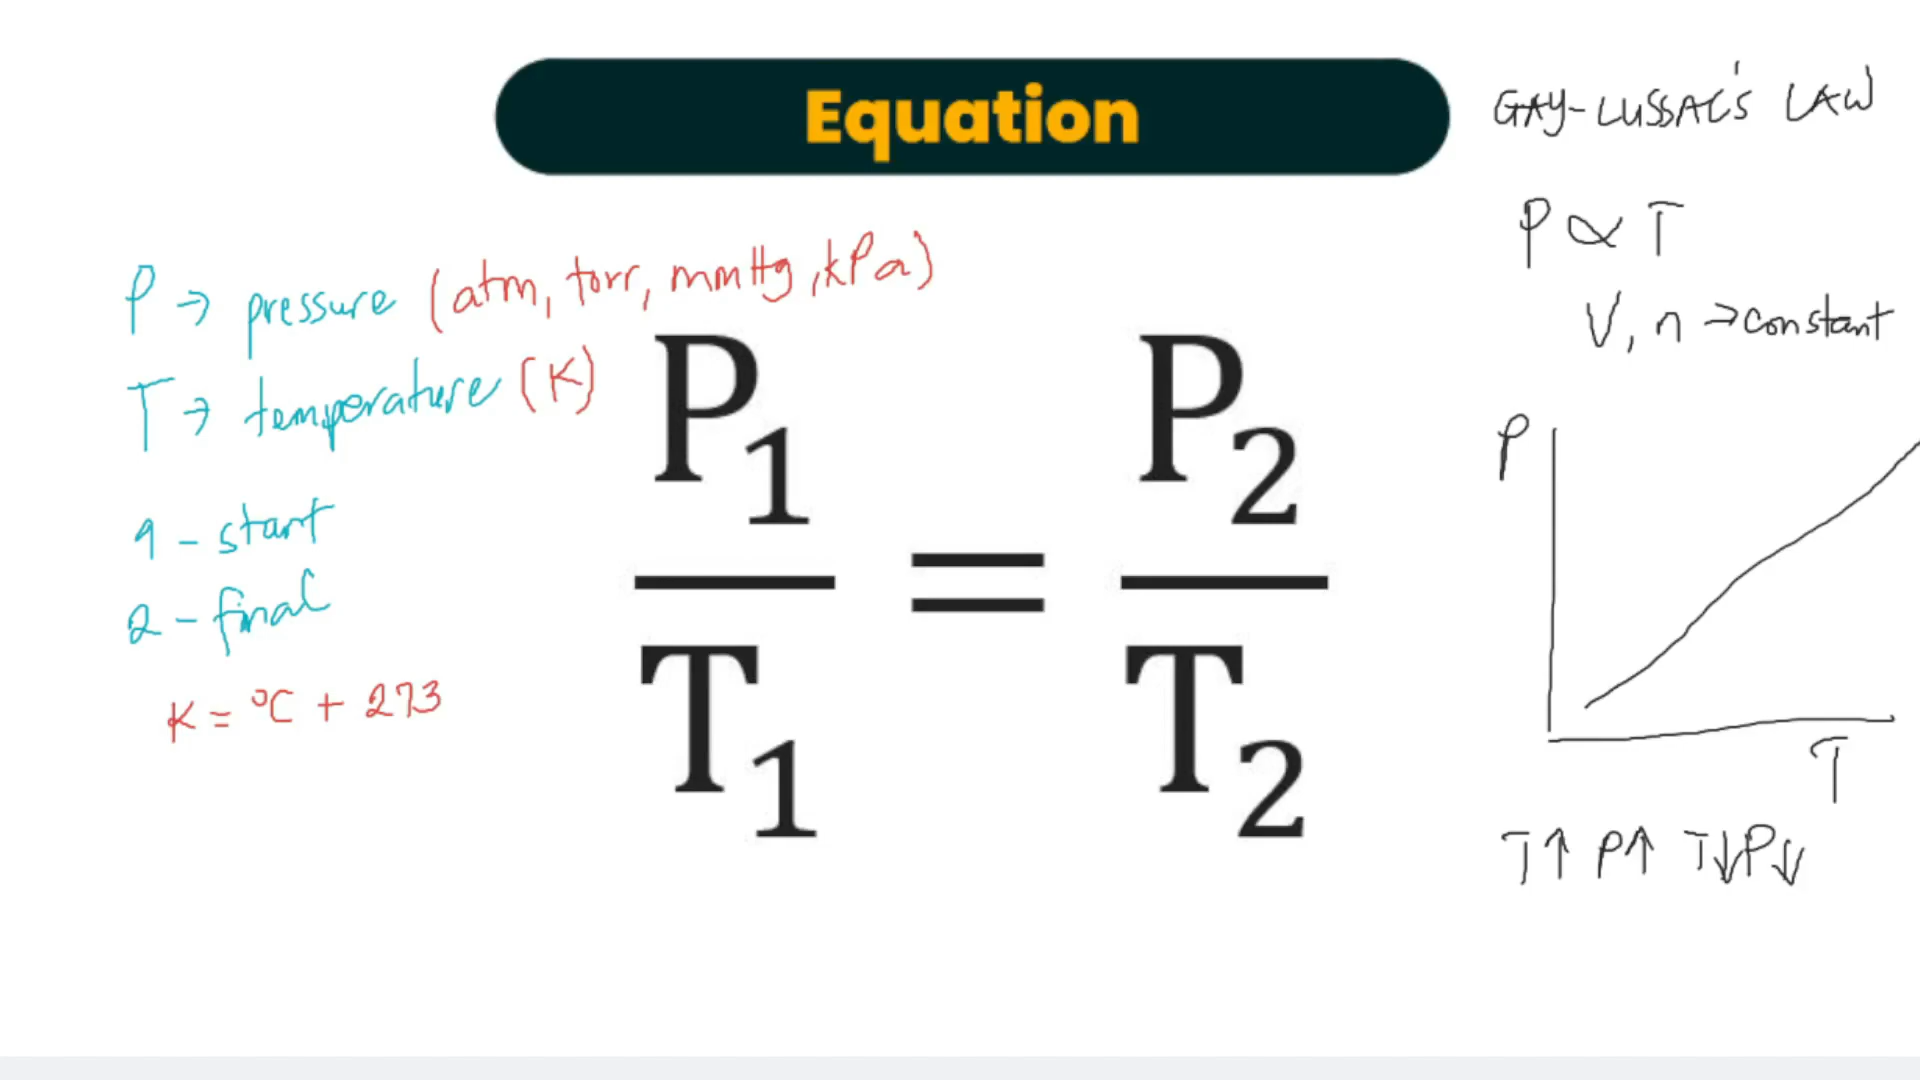 Equation
GAY-LUSSAC'S LAW
P ∝ T
V, n → constant
P → pressure (atm, torr, mmHg, kPa)
T → temperature (K)
1 - start
2 - final
K = °C + 273
P₁/T₁ = P₂/T₂
P
T
T↑ P↑ T↓P↓